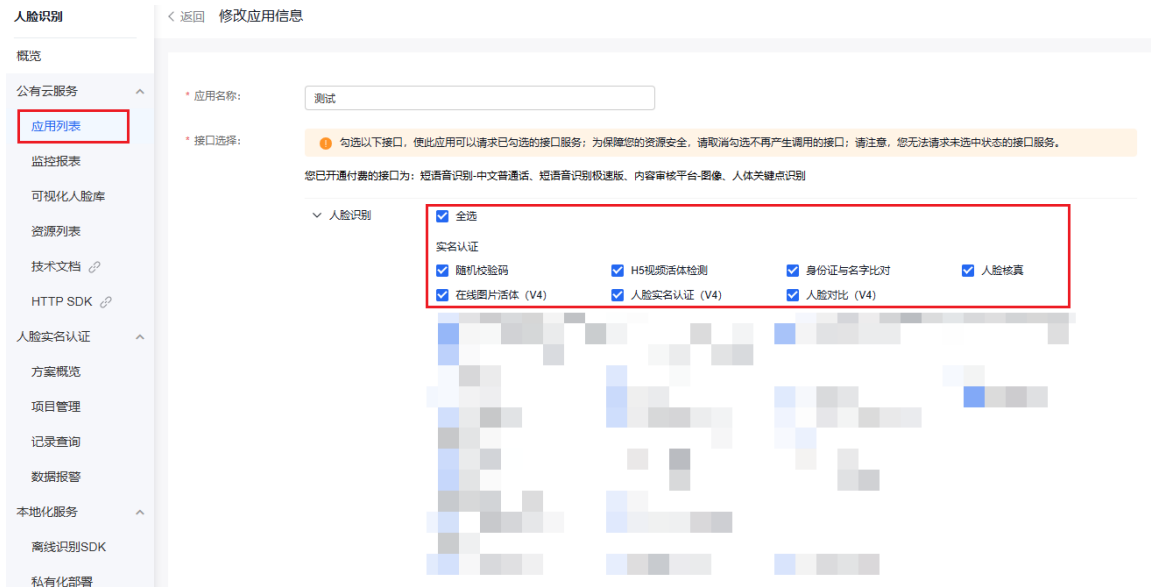 人脸识别
返回 修改应用信息
概览
公有云服务
应用列表
监控报表
可视化人脸库
资源列表
技术文档
HTTP SDK
人脸实名认证
方案概览
项目管理
记录查询
数据报警
本地化服务
离线识别SDK
私有化部署
* 应用名称: 测试
* 接口选择: 勾选以下接口，使此应用可以请求已勾选的接口服务；为保障您的资源安全，请取消勾选不再产生调用的接口；请注意，您无法请求未选中状态的接口服务。
您已开通付费的接口为：短语音识别-中文普通话、短语音识别极速版、内容审核平台-图像、人体关键点识别
人脸识别 全选
实名认证
随机校验码 H5视频活体检测 身份证与名字比对 人脸核真
在线图片活体（V4） 人脸实名认证（V4） 人脸对比（V4）